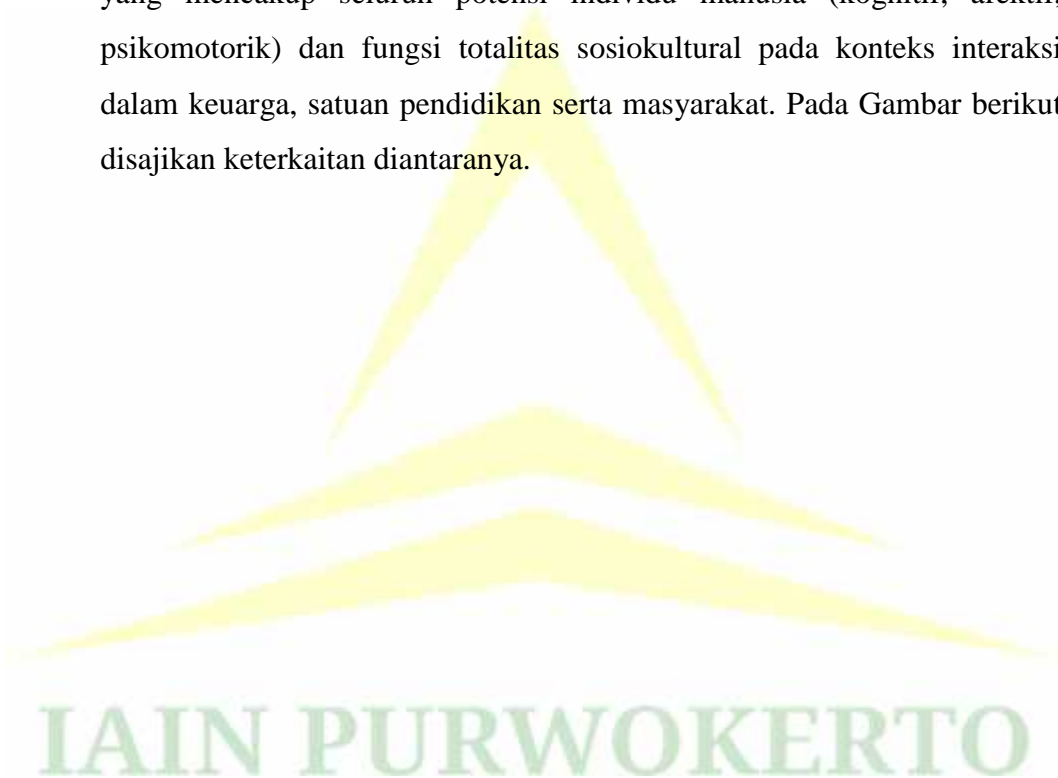 yang mencakup seluruh potensi individu manusia (kognitif, afektif,
psikomotorik) dan fungsi totalitas sosiokultural pada konteks interaksi
dalam keuarga, satuan pendidikan serta masyarakat. Pada Gambar berikut
disajikan keterkaitan diantaranya.
IAIN PURWOKERTO